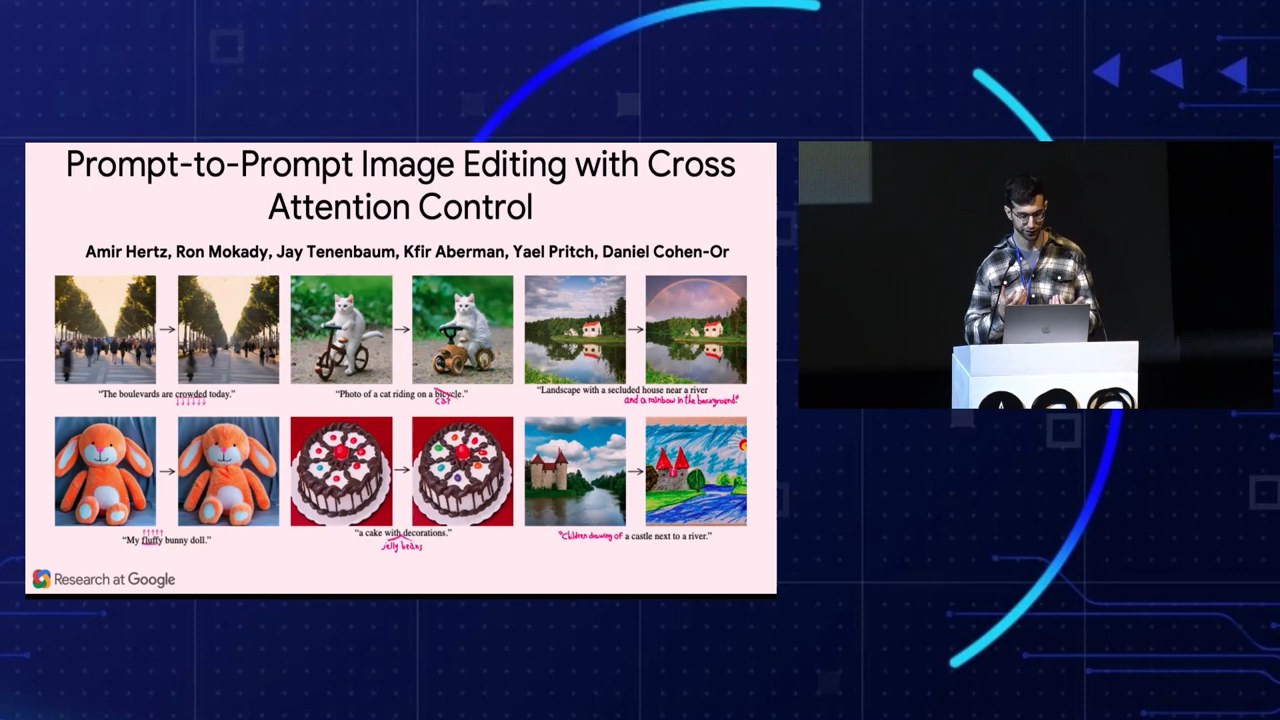 Prompt-to-Prompt Image Editing with Cross
Attention Control
Amir Hertz, Ron Mokady, Jay Tenenbaum, Kfir Aberman, Yael Pritch, Daniel Cohen-Or
“The boulevards are crowded today.”
“Photo of a cat riding on a bicycle.”
car
“Landscape with a secluded house near a river
and a rainbow in the background.”
“My fluffy bunny doll.”
“a cake with decorations.”
jelly beans
“Children drawing of a castle next to a river.”
Research at Google